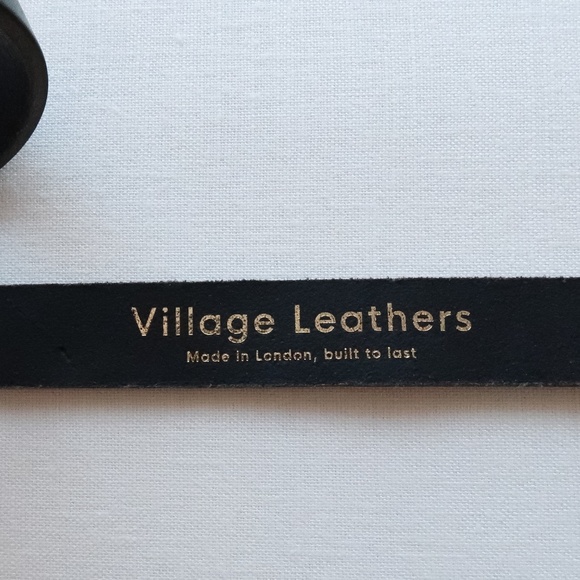 Village Leathers
Made in London, built to last